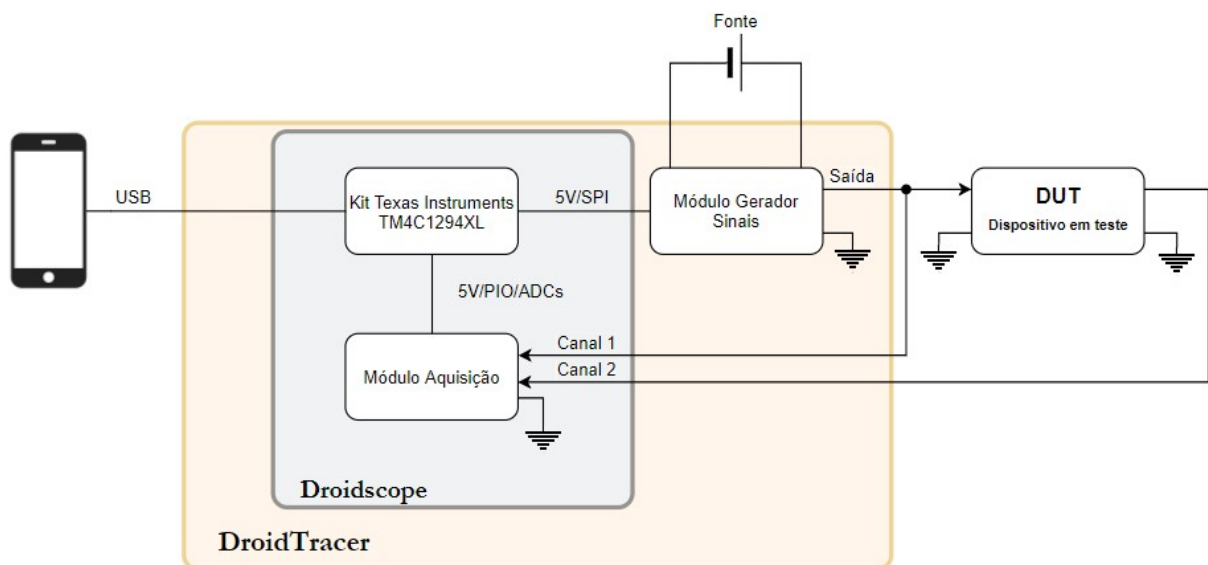 Fonte
USB
Kit Texas Instruments
TM4C1294XL
5V/SPI
Módulo Gerador
Sinais
Saída
DUT
Dispositivo em teste
5V/PIO/ADCs
Módulo Aquisição
Canal 1
Canal 2
Droidscope
DroidTracer